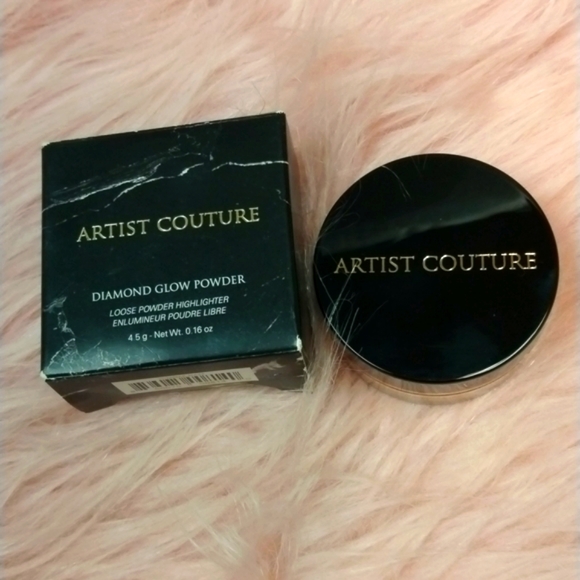 ARTIST COUTURE
DIAMOND GLOW POWDER
LOOSE POWDER HIGHLIGHTER
ENLUMINEUR POUDRE LIBRE
4.5 g - Net Wt. 0.16 oz
ARTIST COUTURE